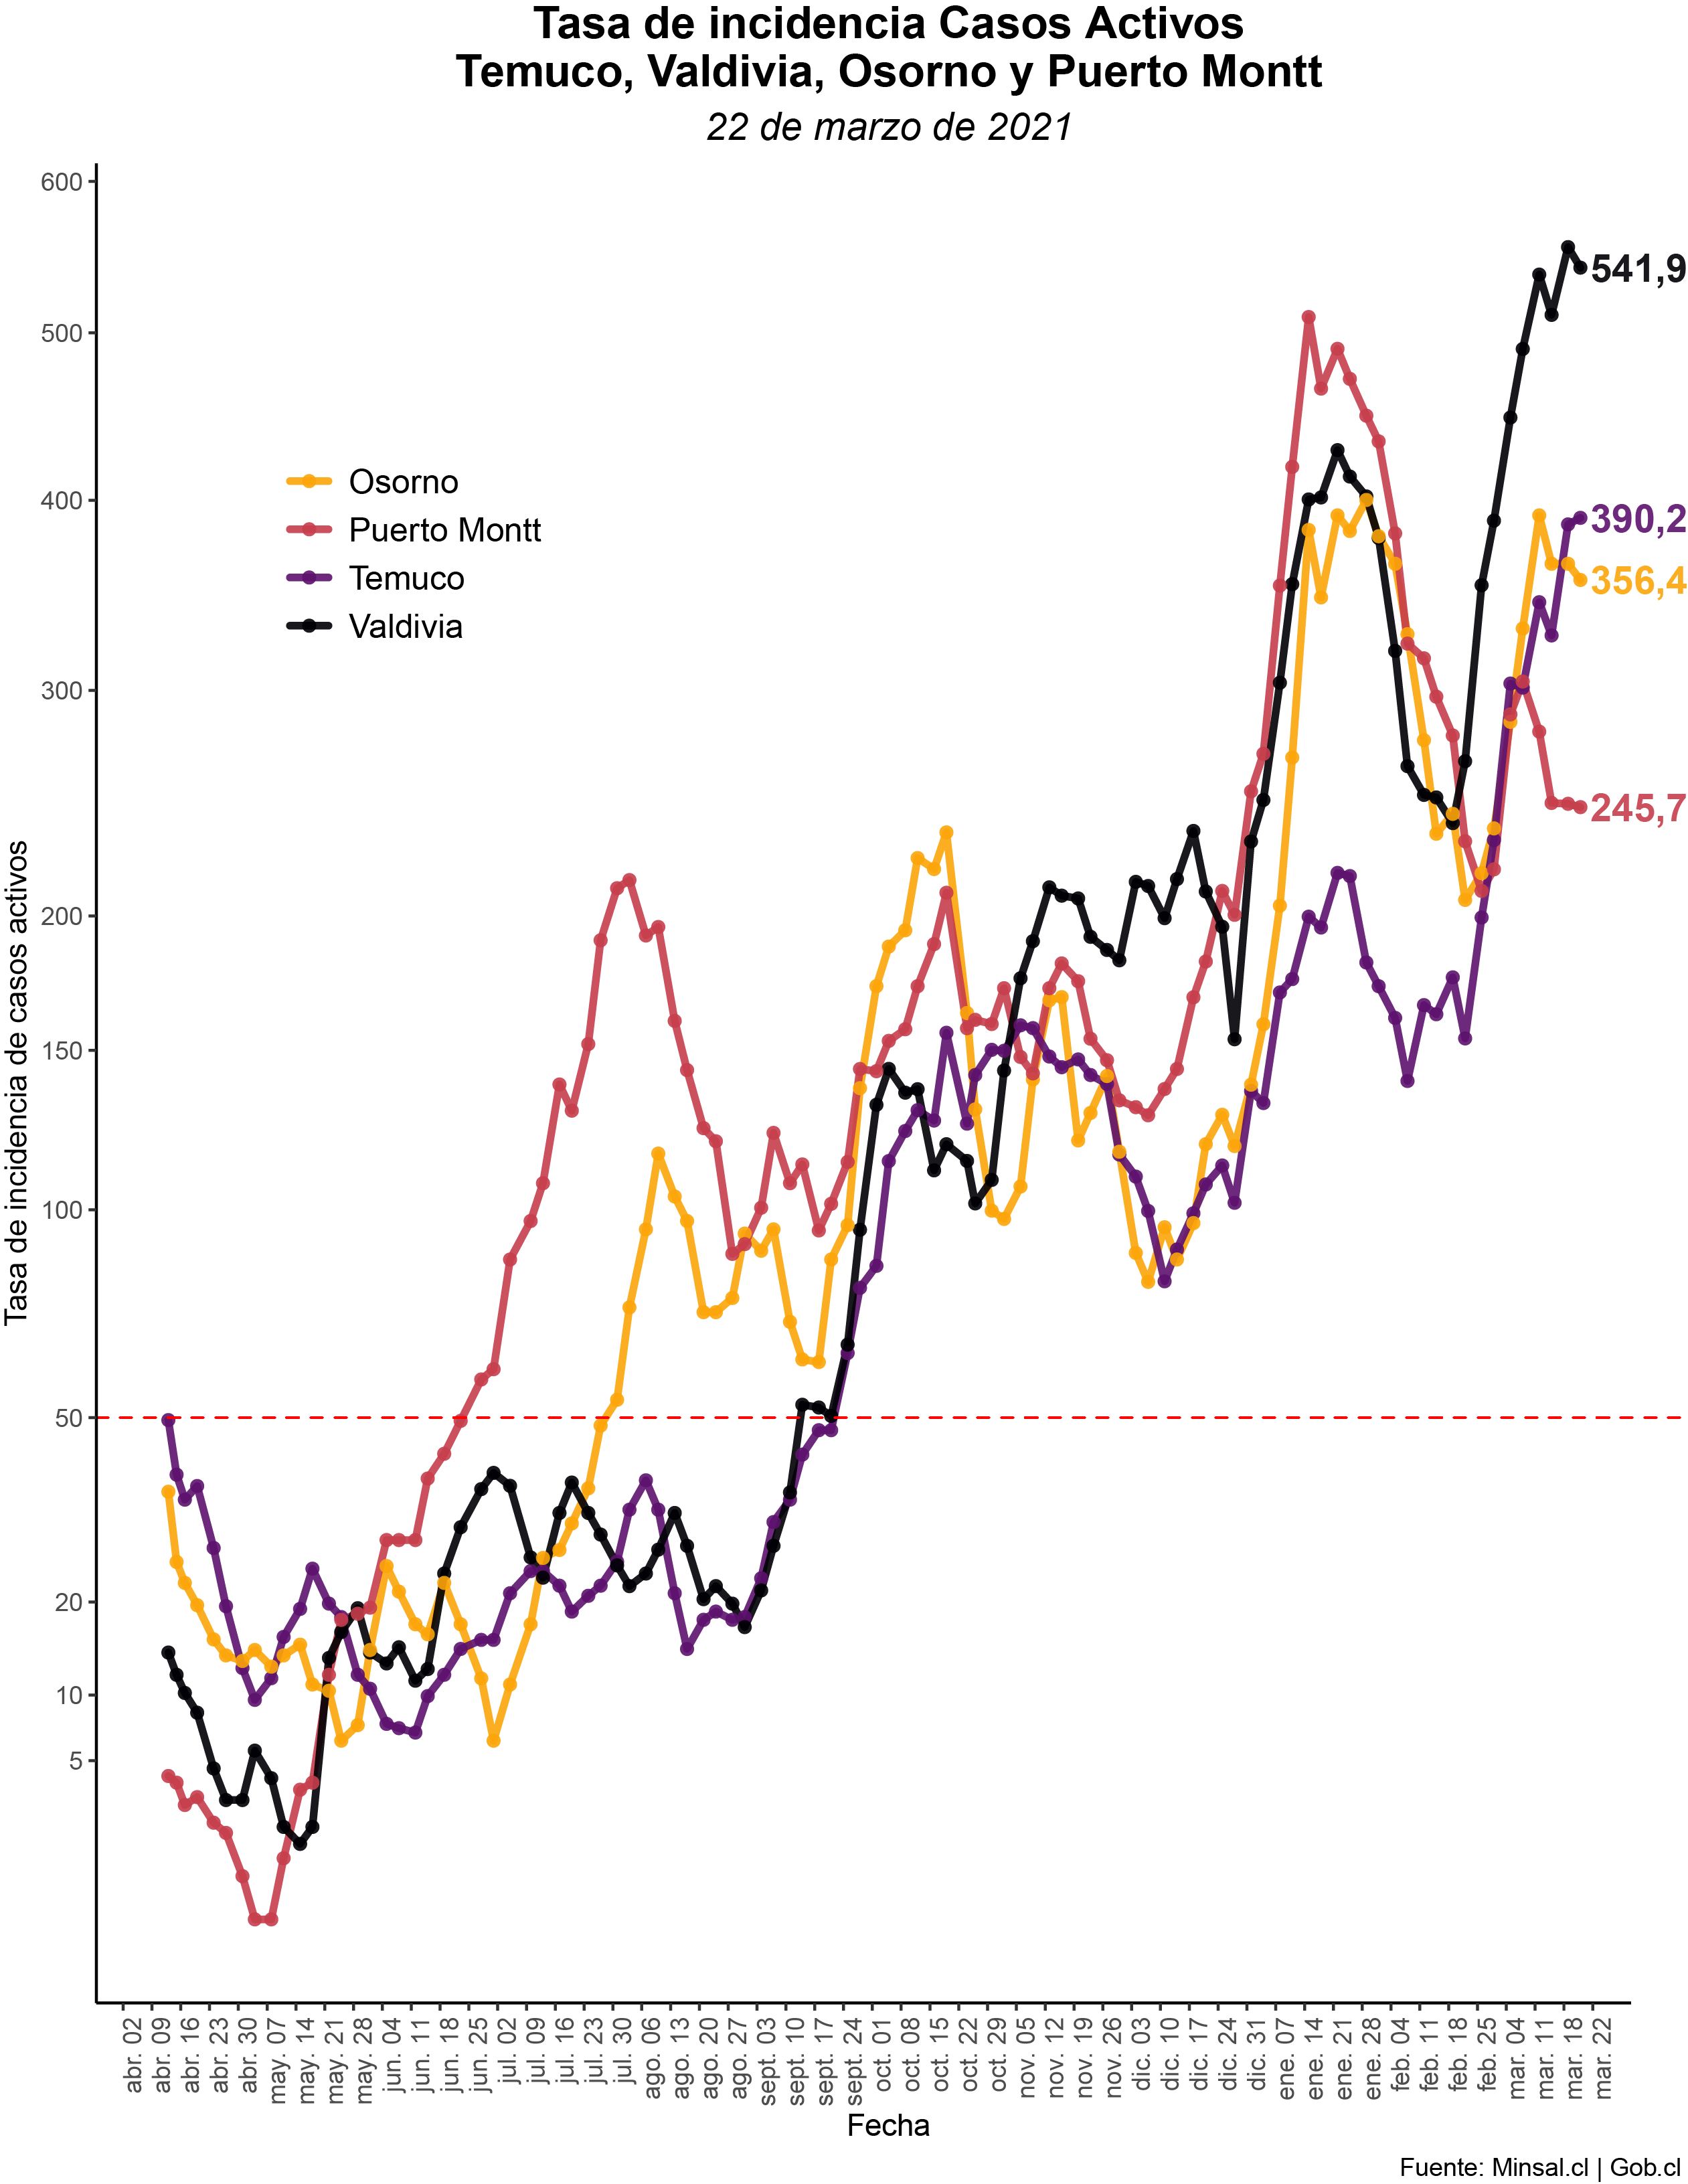 Tasa de incidencia Casos Activos
Temuco, Valdivia, Osorno y Puerto Montt
22 de marzo de 2021
Tasa de incidencia de casos activos
600
500
400
300
200
150
100
50
20
10
5
Osorno
Puerto Montt
Temuco
Valdivia
541,9
390,2
356,4
245,7
abr. 02
abr. 09
abr. 16
abr. 23
abr. 30
may. 07
may. 14
may. 21
may. 28
jun. 04
jun. 11
jun. 18
jun. 25
jul. 02
jul. 09
jul. 16
jul. 23
jul. 30
ago. 06
ago. 13
ago. 20
ago. 27
sept. 03
sept. 10
sept. 17
sept. 24
oct. 01
oct. 08
oct. 15
oct. 22
oct. 29
nov. 05
nov. 12
nov. 19
nov. 26
dic. 03
dic. 10
dic. 17
dic. 24
dic. 31
ene. 07
ene. 14
ene. 21
ene. 28
feb. 04
feb. 11
feb. 18
feb. 25
mar. 04
mar. 11
mar. 18
mar. 22
Fecha
Fuente: Minsal.cl | Gob.cl